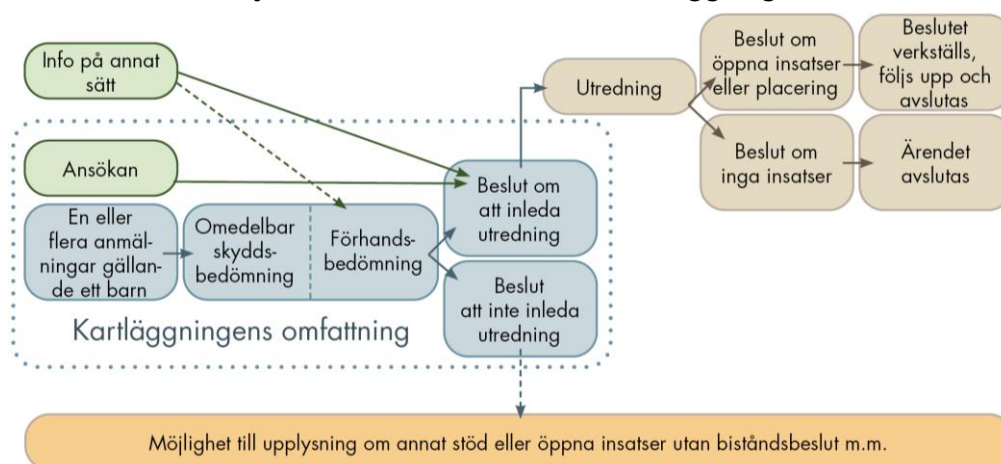 Info på annat
sätt
Ansökan
En eller
flera anmäl-
ningar gällan-
de ett barn
Omedelbar
skydds-
bedömning
Förhands-
bedömning
Beslut om
att inleda
utredning
Beslut
att inte inleda
utredning
Kartläggningens omfattning
Utredning
Beslut om
öppna insatser
eller placering
Beslutet
verkställs,
följs upp och
avslutas
Beslut om
inga insatser
Ärendet
avslutas
Möjlighet till upplysning om annat stöd eller öppna insatser utan biståndsbeslut m.m.